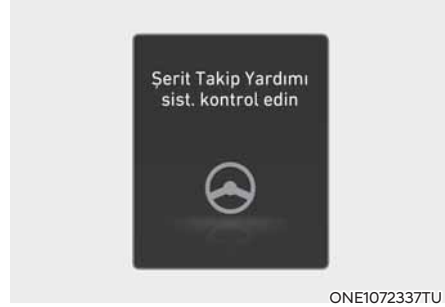 Şerit Takip Yardımı
sist. kontrol edin
ONE1072337TU